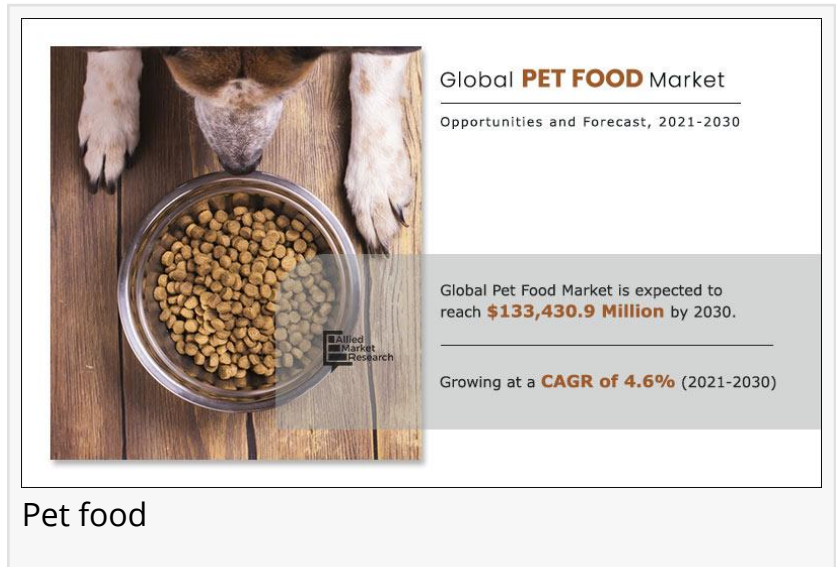 Global PET FOOD Market
Opportunities and Forecast, 2021-2030
Global Pet Food Market is expected to
reach $133,430.9 Million by 2030.
Allied
Market
Research
Growing at a CAGR of 4.6% (2021-2030)
Pet food